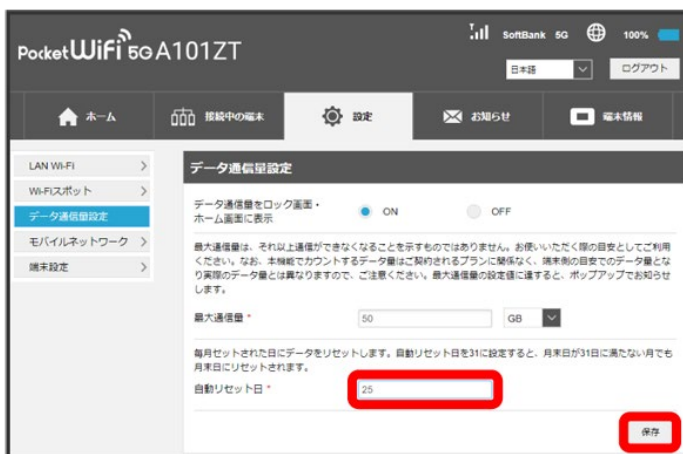 Pocket WiFi 5G A101ZT
SoftBank 5G 100%
日本語 ログアウト
ホーム 接続中の端末 設定 お知らせ 端末情報
LAN Wi-Fi
Wi-Fiスポット
データ通信量設定
モバイルネットワーク
端末設定
データ通信量設定
データ通信量をロック画面・
ホーム画面に表示
ON OFF
最大通信量は、それ以上通信ができなくなることを示すものではありません。お使いいただく際の目安としてご利用
ください。なお、本機能でカウントするデータ量はご契約されるプランに関係なく、端末側の目安でのデータ量とな
り実際のデータ量とは異なりますので、ご注意ください。最大通信量の設定値に達すると、ポップアップでお知らせ
します。
最大通信量 * 50 GB
毎月セットされた日にデータをリセットします。自動リセット日を31に設定すると、月末日が31日に満たない月でも
月末日にリセットされます。
自動リセット日 * 25
保存